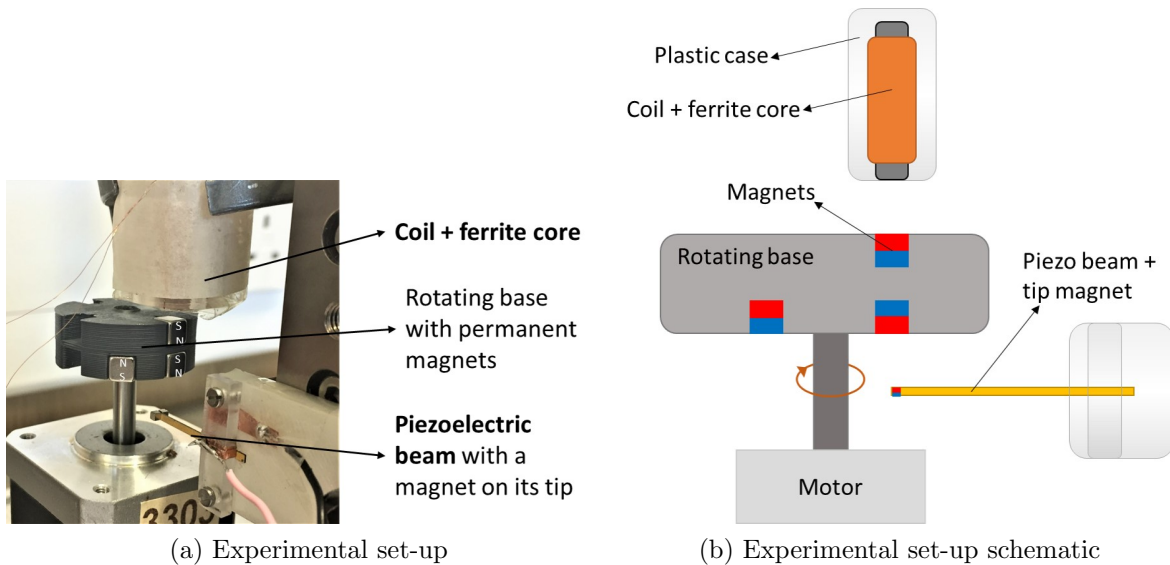 Coil + ferrite core
Rotating base
with permanent
magnets
Piezoelectric
beam with a
magnet on its tip
S
N
S
N
N
S
3303
(a) Experimental set-up
Plastic case
Coil + ferrite core
Magnets
Rotating base
Piezo beam +
tip magnet
Motor
(b) Experimental set-up schematic